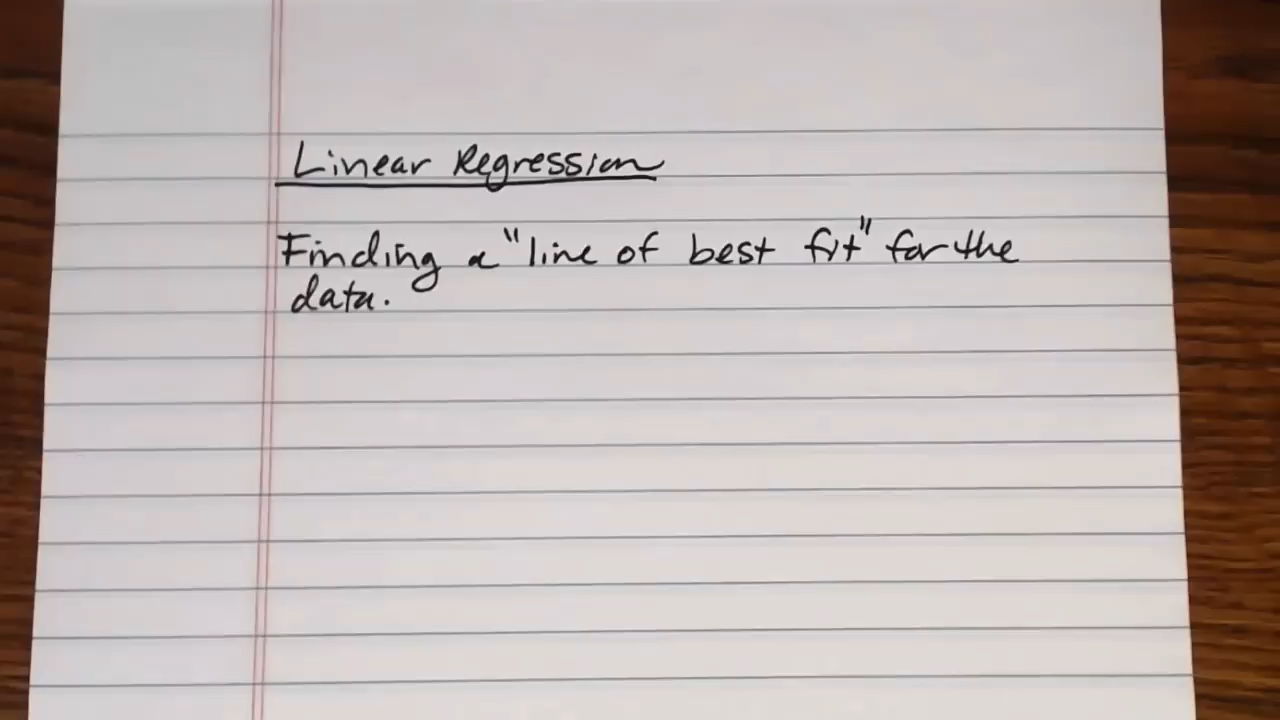 Linear Regression
Finding a "line of best fit" for the
data.